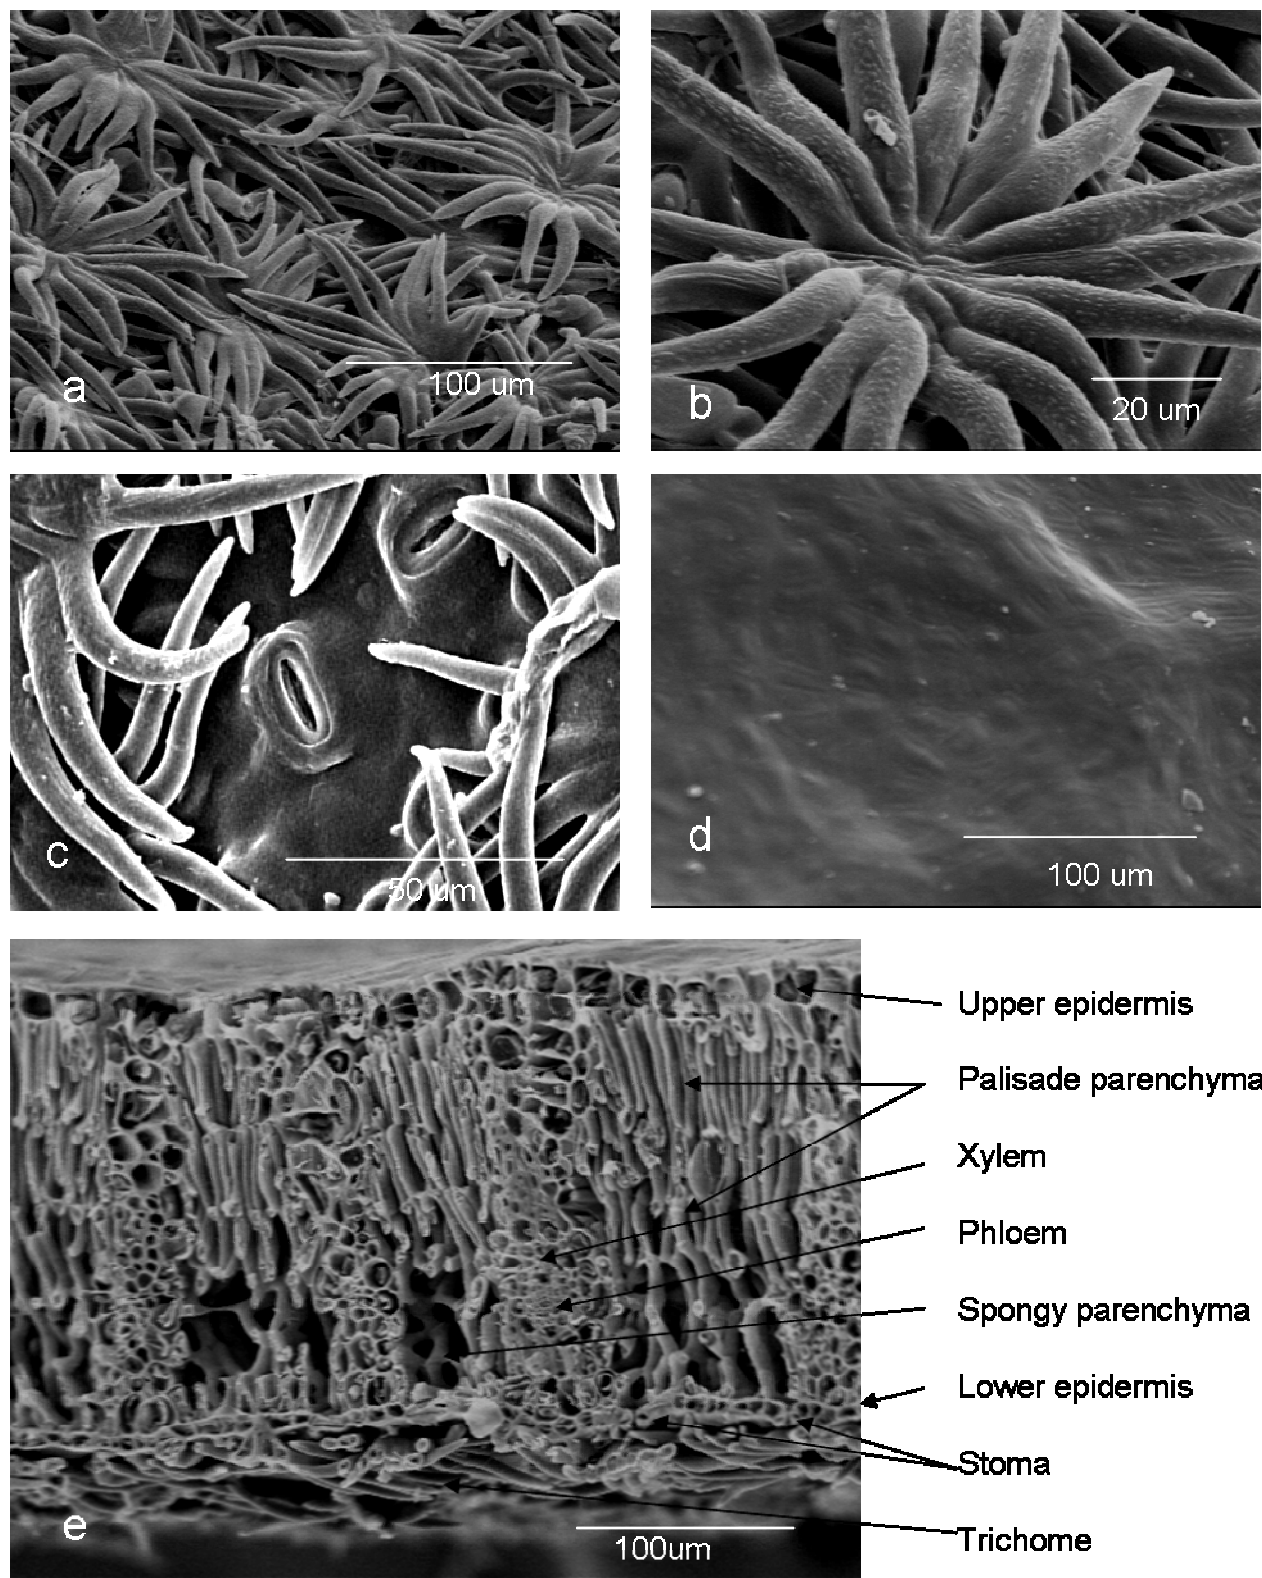 a
100 um
b
20 um
c
50 um
d
100 um
Upper epidermis
Palisade parenchyma
Xylem
Phloem
Spongy parenchyma
Lower epidermis
Stoma
Trichome
e
100um